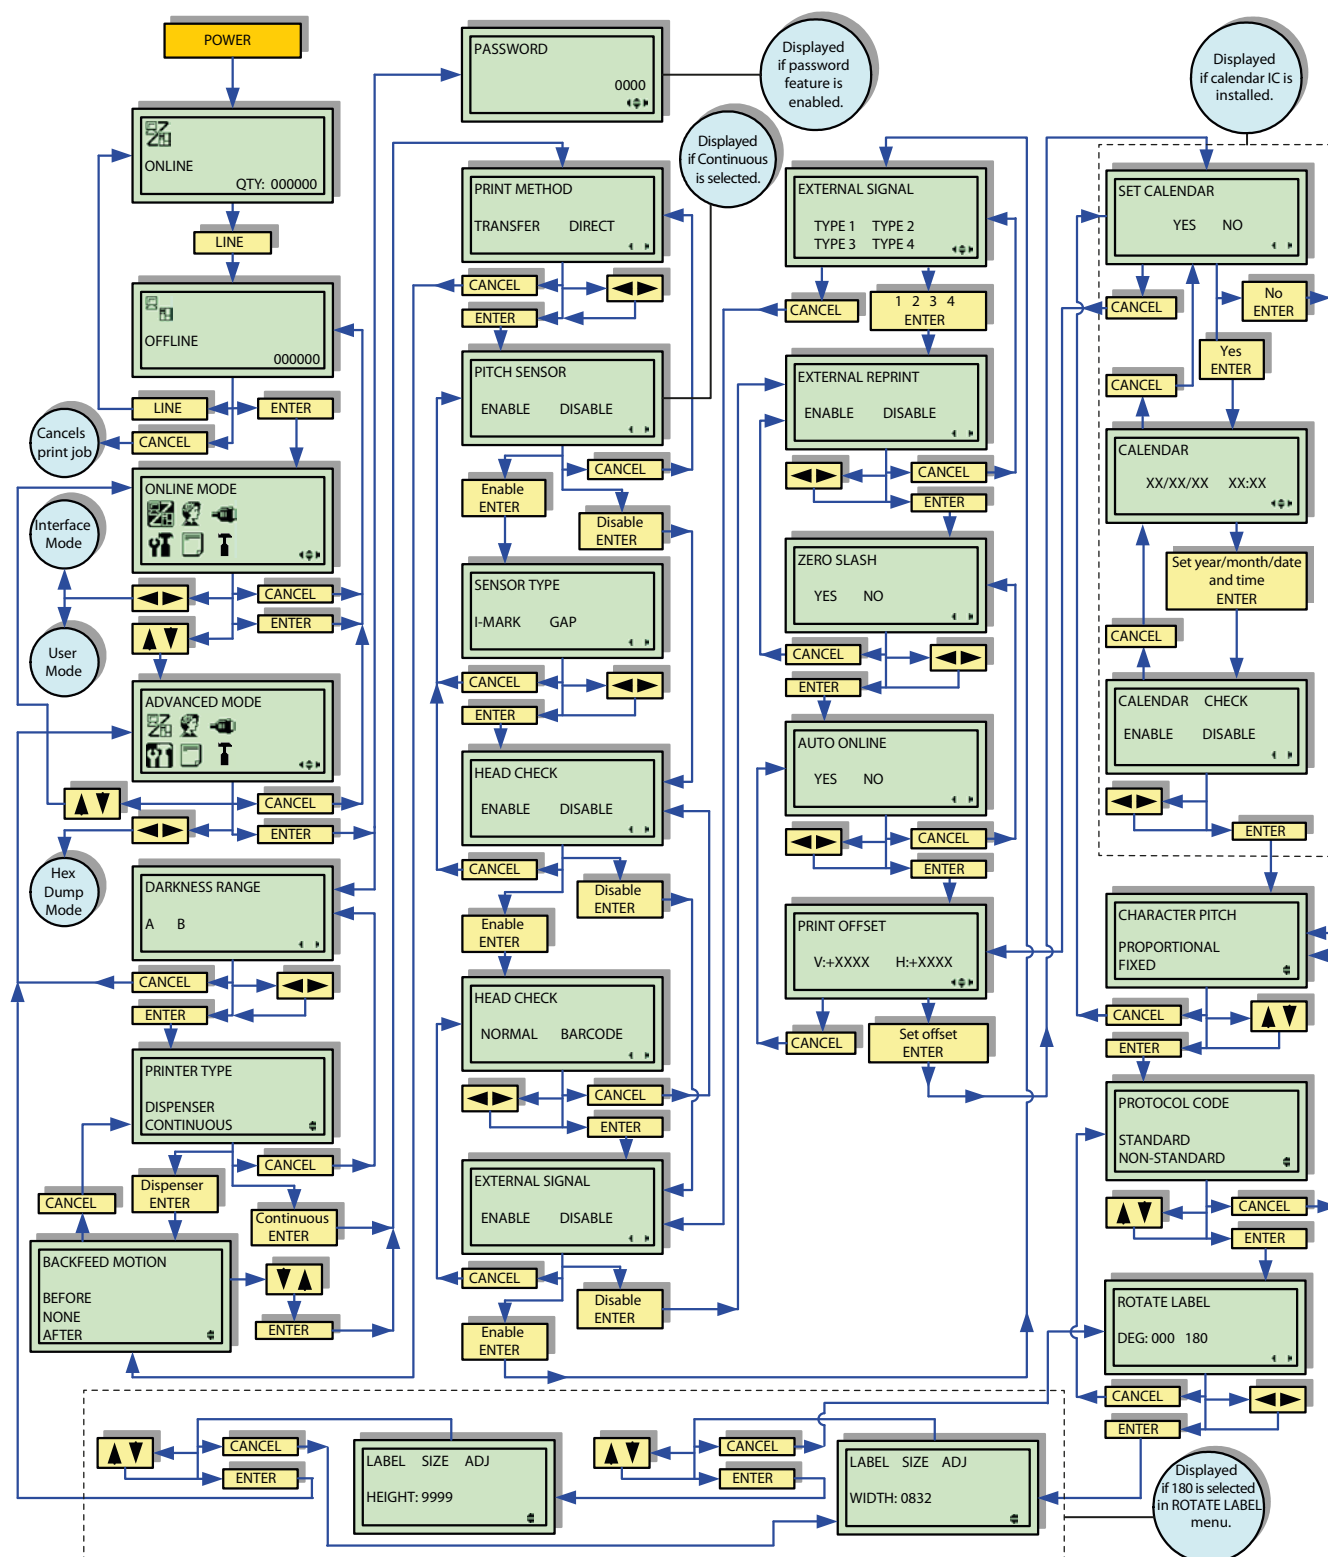 POWER
ONLINE
QTY: 000000
LINE
OFFLINE
000000
LINE
ENTER
CANCEL
Cancels
print job
ONLINE MODE
Interface
Mode
User
Mode
CANCEL
ENTER
ADVANCED MODE
CANCEL
ENTER
Hex
Dump
Mode
DARKNESS RANGE
A B
CANCEL
ENTER
PRINTER TYPE
DISPENSER
CONTINUOUS
CANCEL
Dispenser
ENTER
CANCEL
Continuous
ENTER
BACKFEED MOTION
BEFORE
NONE
AFTER
ENTER
PASSWORD
0000
Displayed
if password
feature is
enabled.
Displayed
if Continuous
is selected.
PRINT METHOD
TRANSFER DIRECT
CANCEL
ENTER
PITCH SENSOR
ENABLE DISABLE
CANCEL
Enable
ENTER
Disable
ENTER
SENSOR TYPE
I-MARK GAP
CANCEL
ENTER
HEAD CHECK
ENABLE DISABLE
CANCEL
Disable
ENTER
Enable
ENTER
HEAD CHECK
NORMAL BARCODE
CANCEL
ENTER
EXTERNAL SIGNAL
ENABLE DISABLE
CANCEL
Disable
ENTER
Enable
ENTER
EXTERNAL SIGNAL
TYPE 1 TYPE 2
TYPE 3 TYPE 4
CANCEL
1 2 3 4
ENTER
EXTERNAL REPRINT
ENABLE DISABLE
CANCEL
ENTER
ZERO SLASH
YES NO
CANCEL
ENTER
AUTO ONLINE
YES NO
CANCEL
ENTER
PRINT OFFSET
V:+XXXX H:+XXXX
CANCEL
Set offset
ENTER
Displayed
if calendar IC is
installed.
SET CALENDAR
YES NO
CANCEL
No
ENTER
Yes
ENTER
CANCEL
CALENDAR
XX/XX/XX XX:XX
Set year/month/date
and time
ENTER
CANCEL
CALENDAR CHECK
ENABLE DISABLE
ENTER
CHARACTER PITCH
PROPORTIONAL
FIXED
CANCEL
ENTER
PROTOCOL CODE
STANDARD
NON-STANDARD
CANCEL
ENTER
ROTATE LABEL
DEG: 000 180
CANCEL
ENTER
CANCEL
ENTER
LABEL SIZE ADJ
HEIGHT: 9999
CANCEL
ENTER
LABEL SIZE ADJ
WIDTH: 0832
Displayed
if 180 is selected
in ROTATE LABEL
menu.